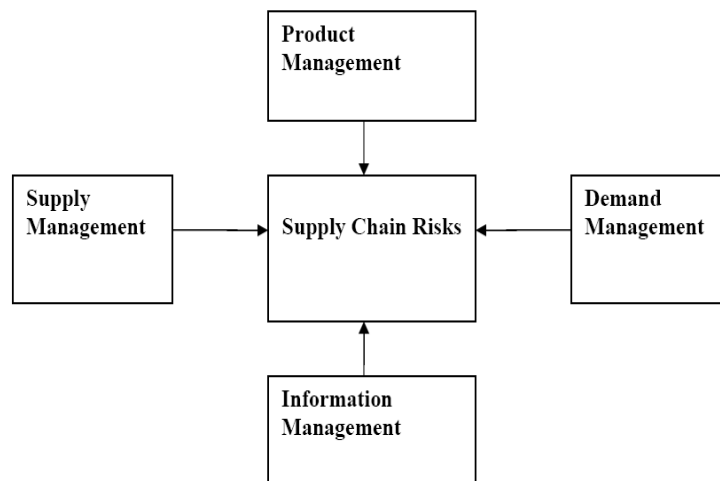 Product
Management
Supply
Management
Supply Chain Risks
Demand
Management
Information
Management